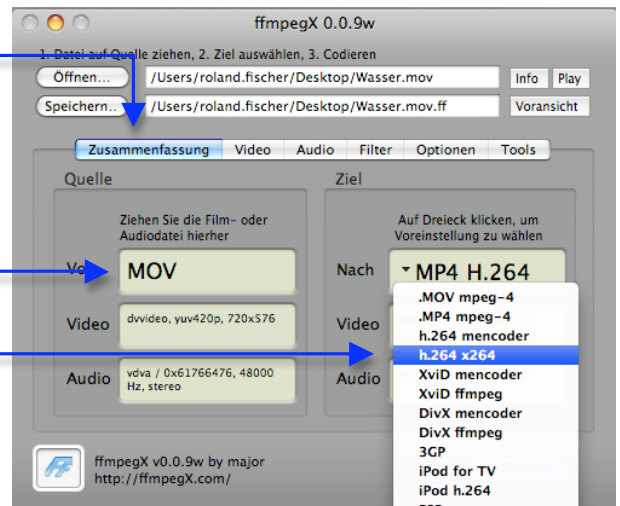 ffmpegX 0.0.9w
1. Datei auf Quelle ziehen, 2. Ziel auswählen, 3. Codieren
Öffnen...
/Users/roland.fischer/Desktop/Wasser.mov
Info
Play
Speichern..
/Users/roland.fischer/Desktop/Wasser.mov.ff
Voransicht
Zusammenfassung
Video
Audio
Filter
Optionen
Tools
Quelle
Ziehen Sie die Film- oder
Audiodatei hierher
MOV
Video
dvvideo, yuv420p, 720x576
Audio
vdva / 0x61766476, 48000
Hz, stereo
Ziel
Auf Dreieck klicken, um
Voreinstellung zu wählen
Nach
MP4 H.264
Video
Audio
.MOV mpeg-4
.MP4 mpeg-4
h.264 mencoder
h.264 x264
XviD mencoder
XviD ffmpeg
DivX mencoder
DivX ffmpeg
3GP
iPod for TV
iPod h.264
ffmpegX v0.0.9w by major
http://ffmpegX.com/